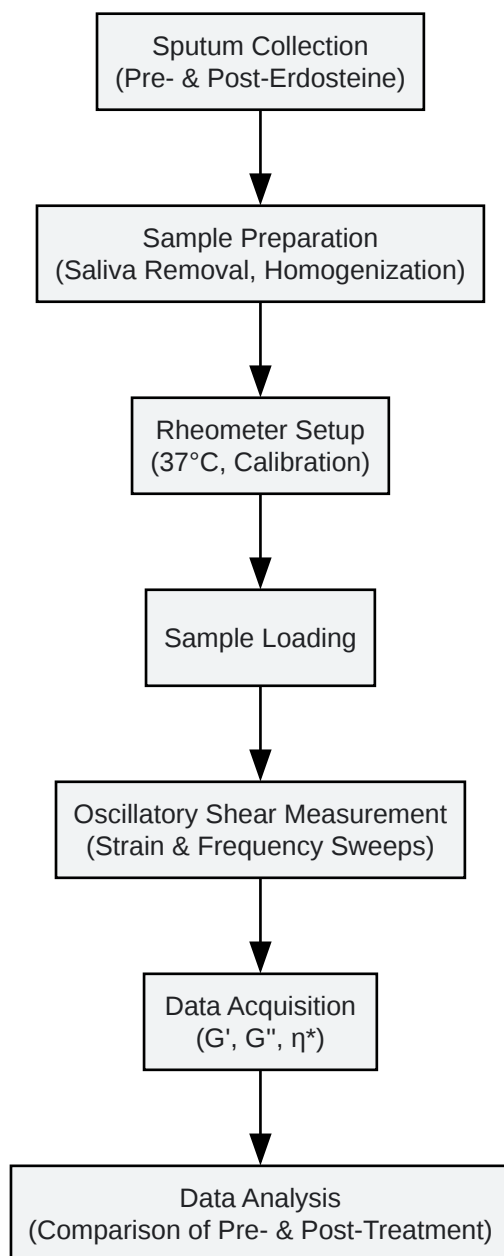 Sputum Collection
(Pre- & Post-Erdosteine)
Sample Preparation
(Saliva Removal, Homogenization)
Rheometer Setup
(37°C, Calibration)
Sample Loading
Oscillatory Shear Measurement
(Strain & Frequency Sweeps)
Data Acquisition
(G', G'', η*)
Data Analysis
(Comparison of Pre- & Post-Treatment)